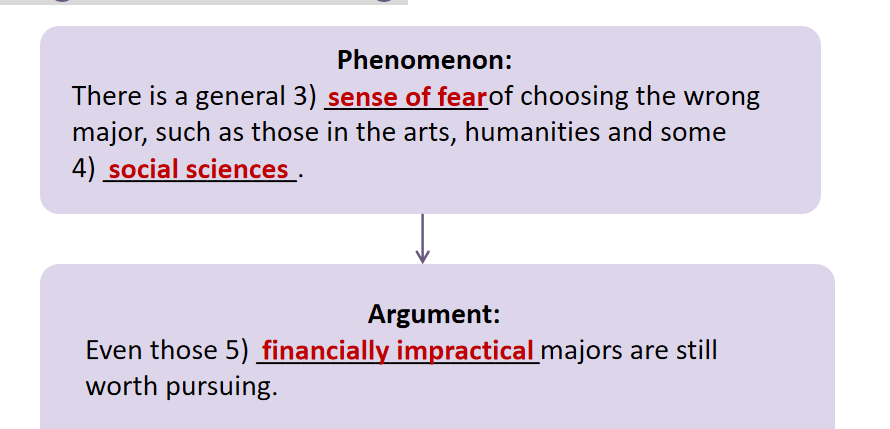 Phenomenon:
There is a general 3) sense of fear of choosing the wrong
major, such as those in the arts, humanities and some
4) social sciences .
Argument:
Even those 5) financially impractical majors are still
worth pursuing.